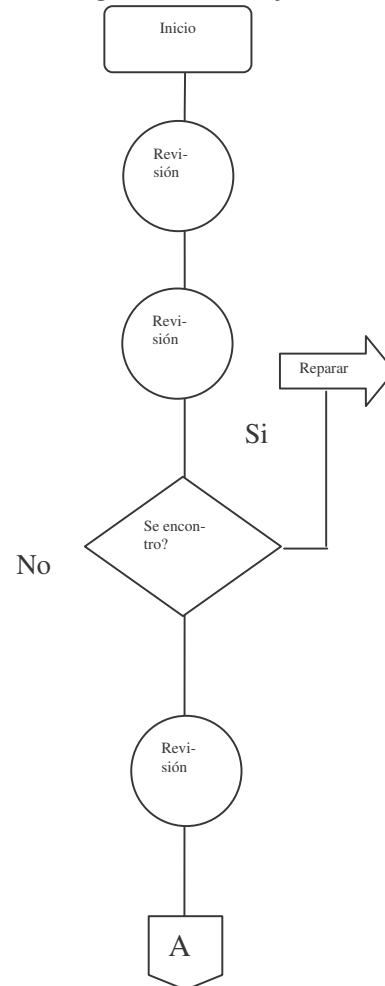 Inicio
Revi-
sión
Revi-
sión
Reparar
Si
Se encon-
tro?
No
Revi-
sión
A